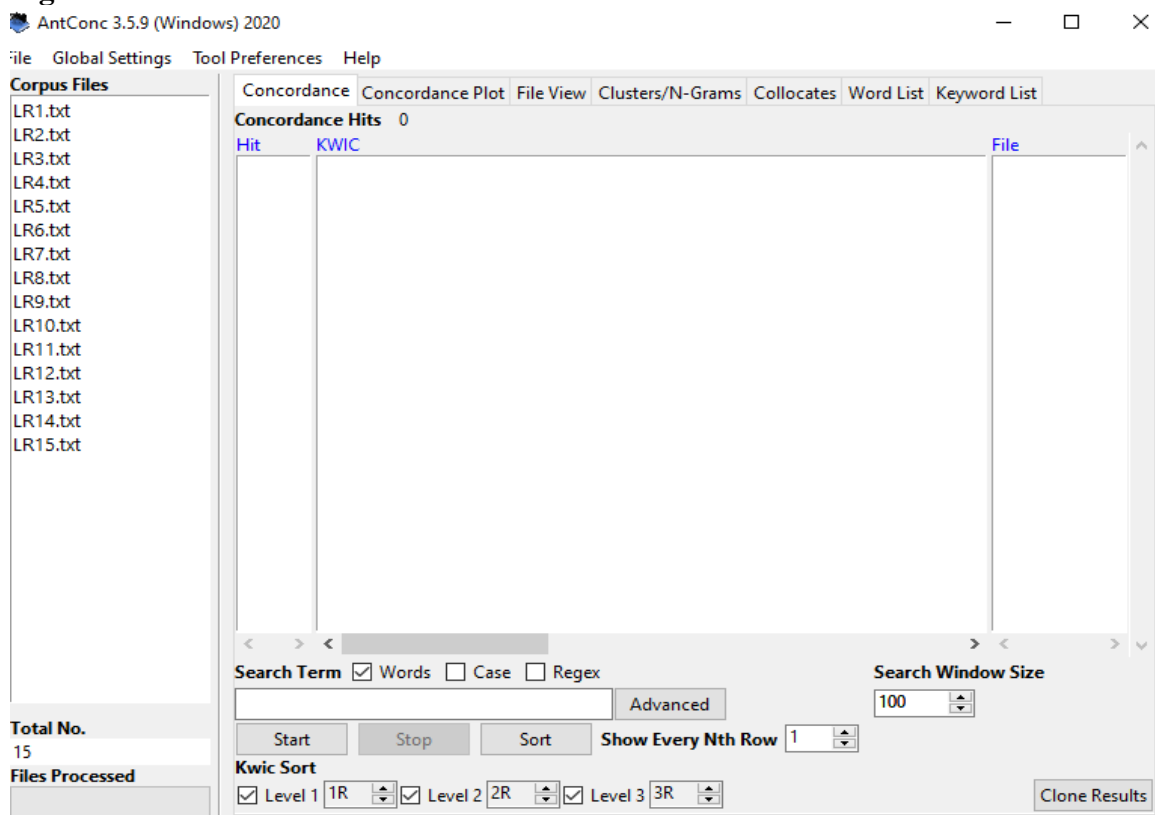 AntConc 3.5.9 (Windows) 2020
File Global Settings Tool Preferences Help
Corpus Files
LR1.txt
LR2.txt
LR3.txt
LR4.txt
LR5.txt
LR6.txt
LR7.txt
LR8.txt
LR9.txt
LR10.txt
LR11.txt
LR12.txt
LR13.txt
LR14.txt
LR15.txt
Total No.
15
Files Processed
Concordance Concordance Plot File View Clusters/N-Grams Collocates Word List Keyword List
Concordance Hits 0
Hit KWIC File
Search Term Words Case Regex Search Window Size
Advanced 100
Start Stop Sort Show Every Nth Row 1
Kwic Sort
Level 1 1R Level 2 2R Level 3 3R Clone Results